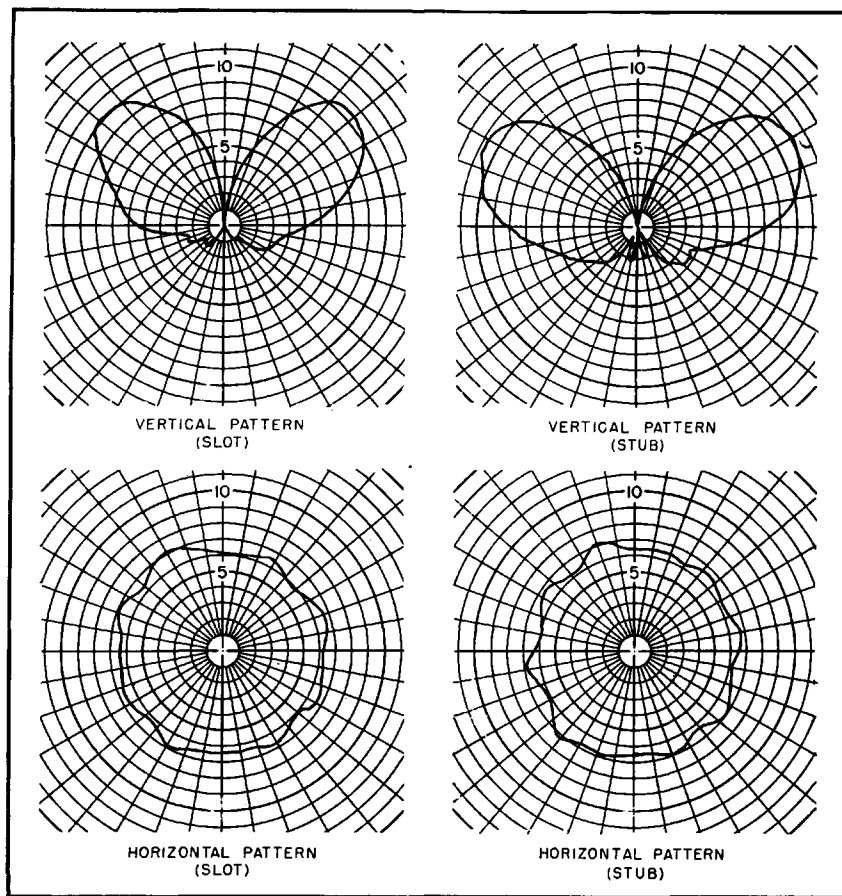 10
5
VERTICAL PATTERN
(SLOT)
10
5
VERTICAL PATTERN
(STUB)
10
5
HORIZONTAL PATTERN
(SLOT)
10
5
HORIZONTAL PATTERN
(STUB)